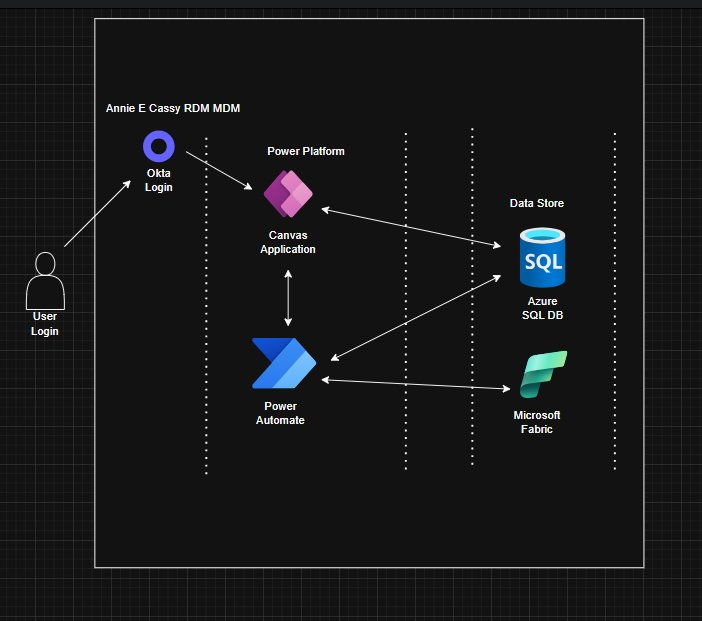 Annie E Cassy RDM MDM
Okta
Login
Power Platform
Canvas
Application
Data Store
SQL
Azure
SQL DB
User
Login
Power
Automate
Microsoft
Fabric